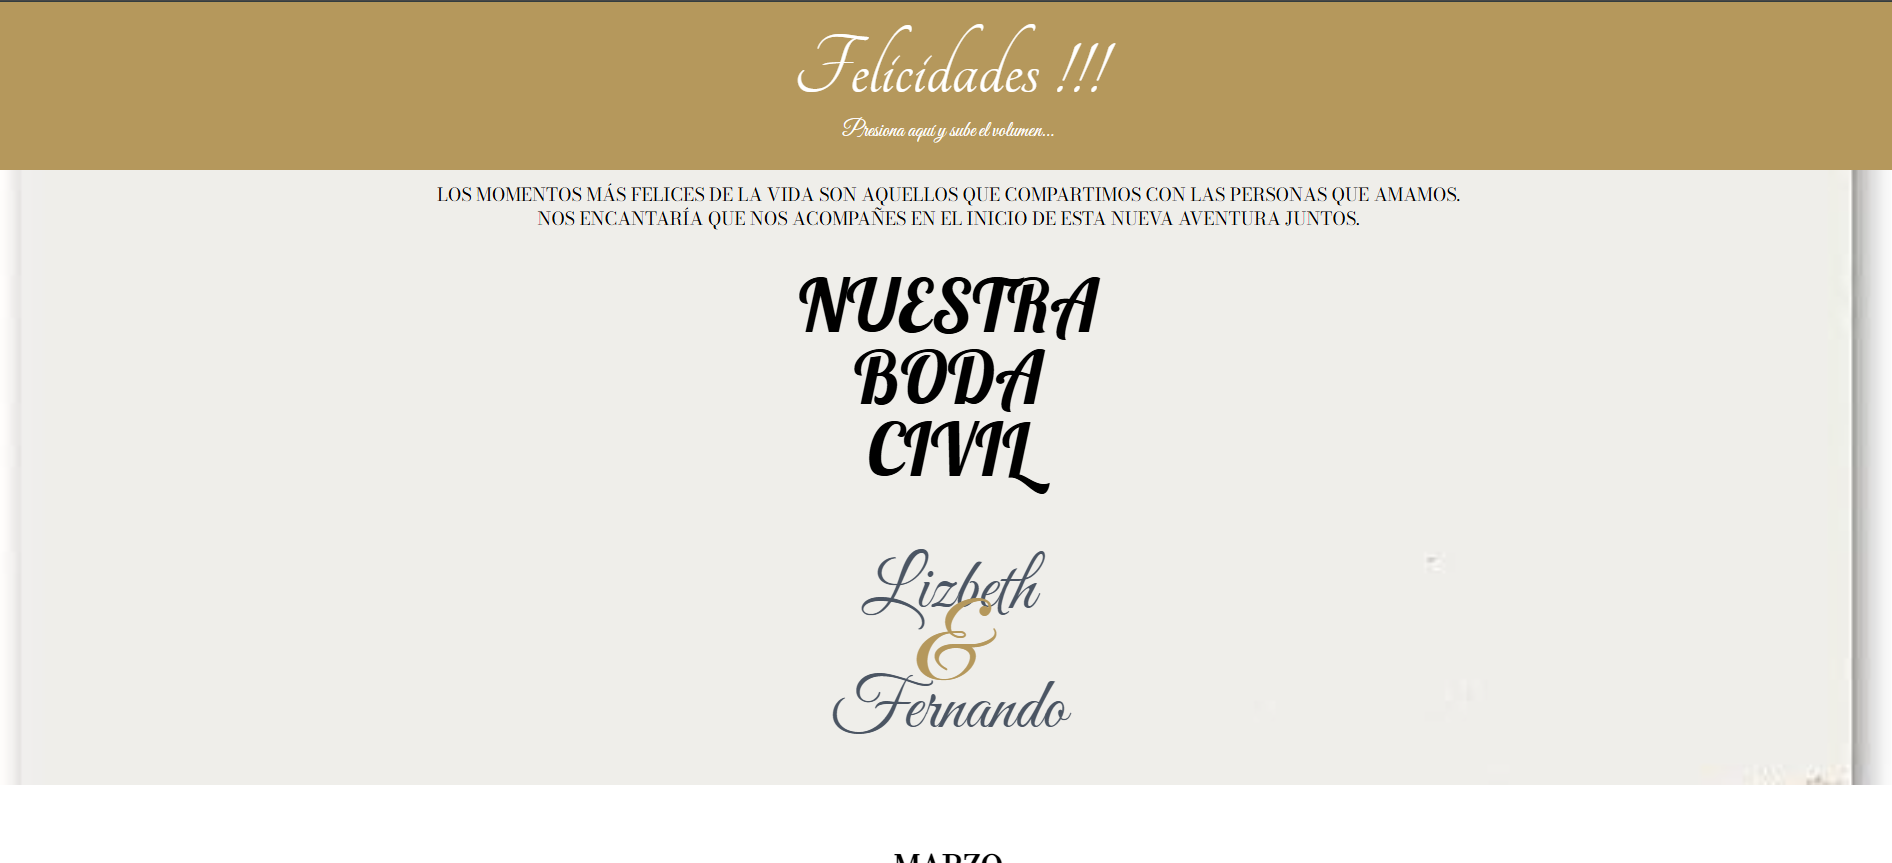 Felicidades !!!
Presiona aquí y sube el volumen...
LOS MOMENTOS MÁS FELICES DE LA VIDA SON AQUELLOS QUE COMPARTIMOS CON LAS PERSONAS QUE AMAMOS.
NOS ENCANTARÍA QUE NOS ACOMPAÑES EN EL INICIO DE ESTA NUEVA AVENTURA JUNTOS.
NUESTRA
BODA
CIVIL
Lizbeth
&
Fernando
MARZO